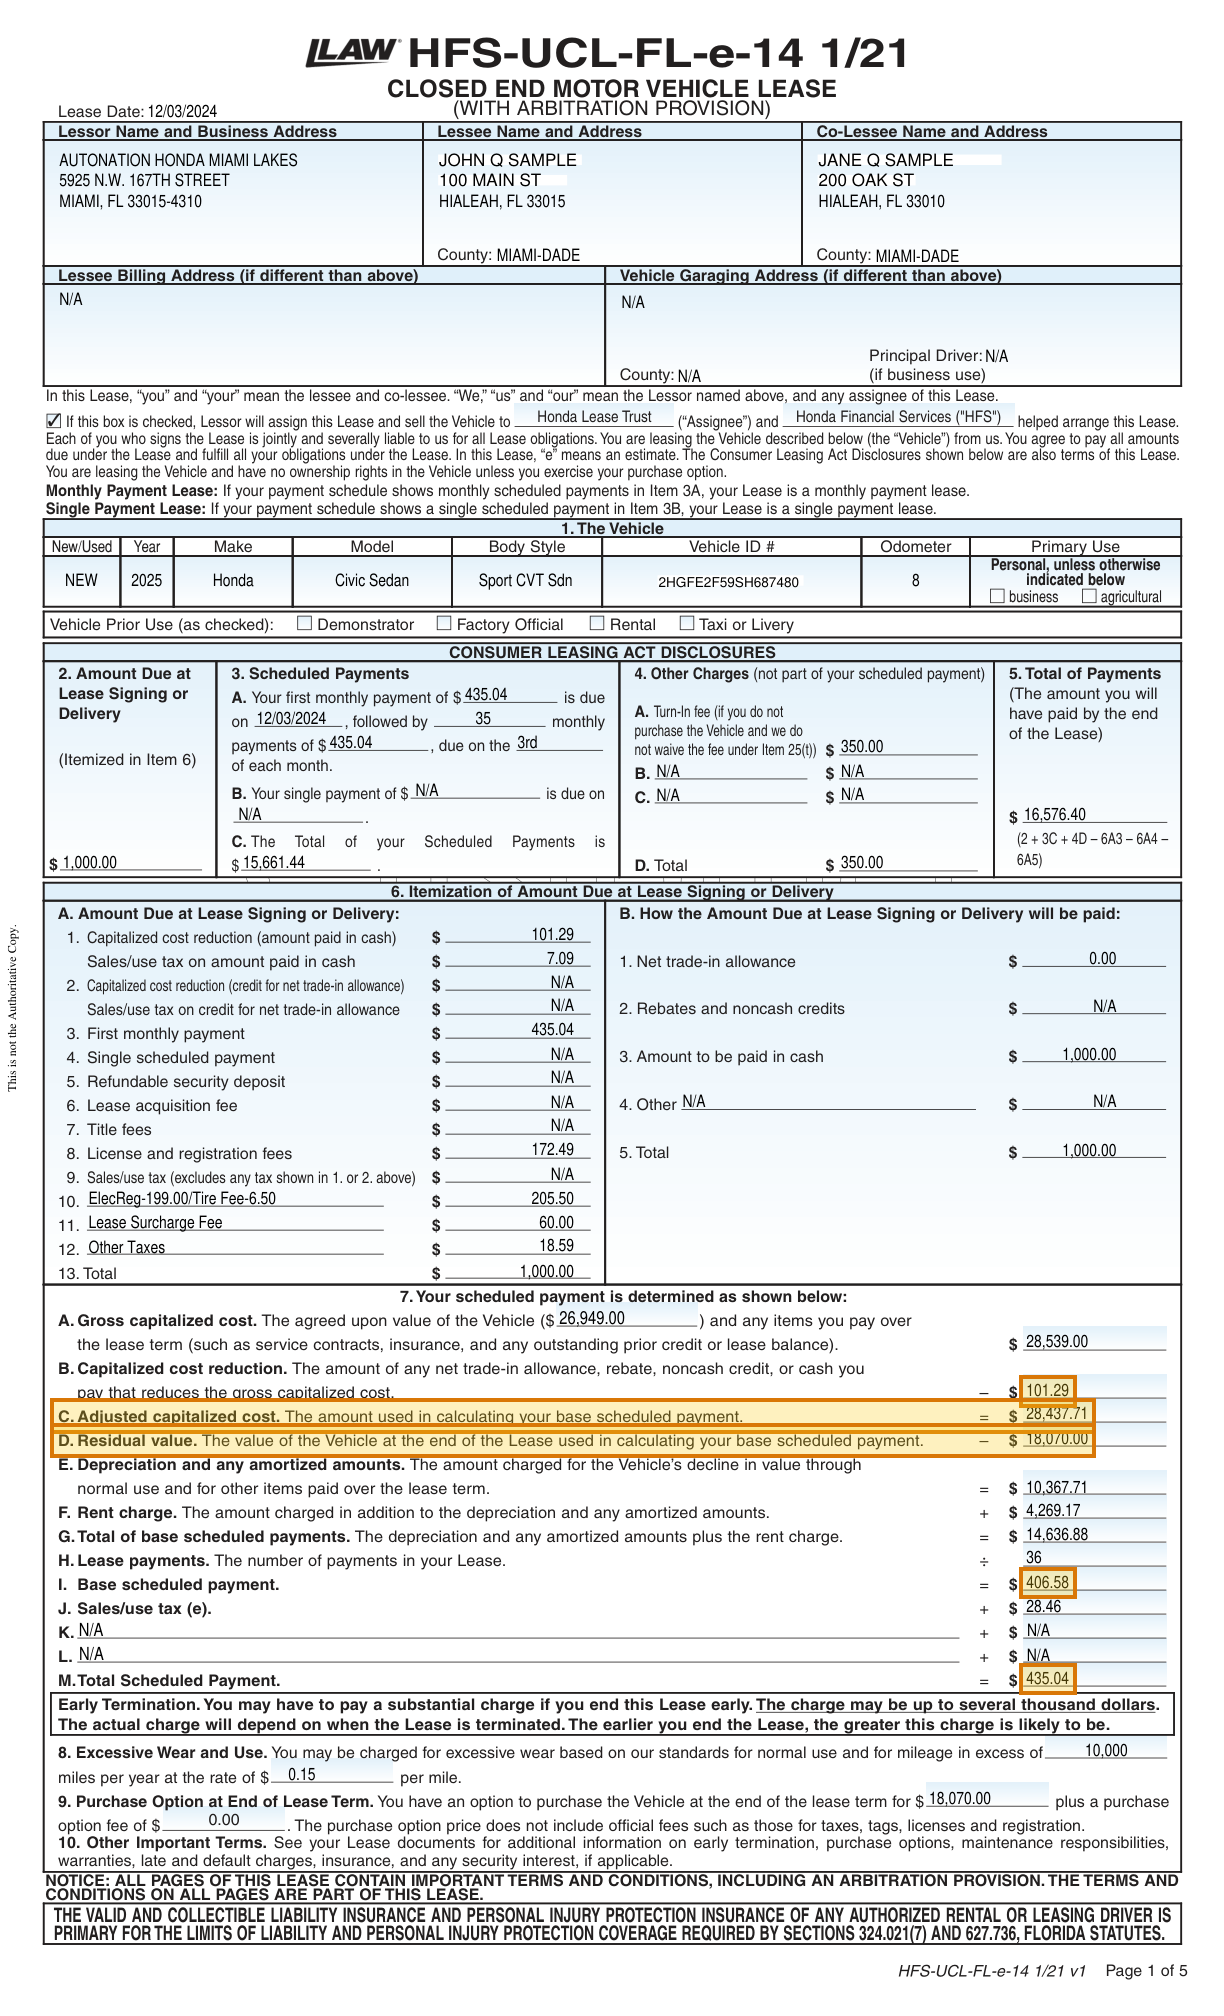 LAW HFS-UCL-FL-e-14 1/21
CLOSED END MOTOR VEHICLE LEASE
Lease Date: 12/03/2024 (WITH ARBITRATION PROVISION)
Lessor Name and Business Address
AUTONATION HONDA MIAMI LAKES
5925 N.W. 167TH STREET
MIAMI, FL 33015-4310
Lessee Name and Address
JOHN Q SAMPLE
100 MAIN ST
HIALEAH, FL 33015
County: MIAMI-DADE
Co-Lessee Name and Address
JANE Q SAMPLE
200 OAK ST
HIALEAH, FL 33010
County: MIAMI-DADE
Lessee Billing Address (if different than above)
N/A
Vehicle Garaging Address (if different than above)
N/A
Principal Driver: N/A
County: N/A (if business use)
In this Lease, “you” and “your” mean the lessee and co-lessee. “We,” “us” and “our” mean the Lessor named above, and any assignee of this Lease.
If this box is checked, Lessor will assign this Lease and sell the Vehicle to Honda Lease Trust (“Assignee”) and Honda Financial Services ("HFS") helped arrange this Lease.
Each of you who signs the Lease is jointly and severally liable to us for all Lease obligations. You are leasing the Vehicle described below (the “Vehicle”) from us. You agree to pay all amounts
due under the Lease and fulfill all your obligations under the Lease. In this Lease, “e” means an estimate. The Consumer Leasing Act Disclosures shown below are also terms of this Lease.
You are leasing the Vehicle and have no ownership rights in the Vehicle unless you exercise your purchase option.
Monthly Payment Lease: If your payment schedule shows monthly scheduled payments in Item 3A, your Lease is a monthly payment lease.
Single Payment Lease: If your payment schedule shows a single scheduled payment in Item 3B, your Lease is a single payment lease.
1. The Vehicle
New/Used Year Make Model Body Style Vehicle ID # Odometer Primary Use
NEW 2025 Honda Civic Sedan Sport CVT Sdn 2HGFE2F59SH687480 8 Personal, unless otherwise
indicated below
business agricultural
Vehicle Prior Use (as checked): Demonstrator Factory Official Rental Taxi or Livery
CONSUMER LEASING ACT DISCLOSURES
2. Amount Due at
Lease Signing or
Delivery
(Itemized in Item 6)
$ 1,000.00
3. Scheduled Payments
A. Your first monthly payment of $ 435.04 is due
on 12/03/2024, followed by 35 monthly
payments of $ 435.04, due on the 3rd
of each month.
B. Your single payment of $ N/A is due on
N/A.
C. The Total of your Scheduled Payments is
$ 15,661.44.
4. Other Charges (not part of your scheduled payment)
A. Turn-In fee (if you do not
purchase the Vehicle and we do
not waive the fee under Item 25(t)) $ 350.00
B. N/A $ N/A
C. N/A $ N/A
D. Total $ 350.00
5. Total of Payments
(The amount you will
have paid by the end
of the Lease)
$ 16,576.40
(2 + 3C + 4D – 6A3 – 6A4 –
6A5)
6. Itemization of Amount Due at Lease Signing or Delivery
A. Amount Due at Lease Signing or Delivery:
1. Capitalized cost reduction (amount paid in cash) $ 101.29
Sales/use tax on amount paid in cash $ 7.09
2. Capitalized cost reduction (credit for net trade-in allowance) $ N/A
Sales/use tax on credit for net trade-in allowance $ N/A
3. First monthly payment $ 435.04
4. Single scheduled payment $ N/A
5. Refundable security deposit $ N/A
6. Lease acquisition fee $ N/A
7. Title fees $ N/A
8. License and registration fees $ 172.49
9. Sales/use tax (excludes any tax shown in 1. or 2. above) $ N/A
10. ElecReg-199.00/Tire Fee-6.50 $ 205.50
11. Lease Surcharge Fee $ 60.00
12. Other Taxes $ 18.59
13. Total $ 1,000.00
B. How the Amount Due at Lease Signing or Delivery will be paid:
1. Net trade-in allowance $ 0.00
2. Rebates and noncash credits $ N/A
3. Amount to be paid in cash $ 1,000.00
4. Other N/A $ N/A
5. Total $ 1,000.00
7. Your scheduled payment is determined as shown below:
A. Gross capitalized cost. The agreed upon value of the Vehicle ($ 26,949.00) and any items you pay over
the lease term (such as service contracts, insurance, and any outstanding prior credit or lease balance). $ 28,539.00
B. Capitalized cost reduction. The amount of any net trade-in allowance, rebate, noncash credit, or cash you
pay that reduces the gross capitalized cost. – $ 101.29
C. Adjusted capitalized cost. The amount used in calculating your base scheduled payment. = $ 28,437.71
D. Residual value. The value of the Vehicle at the end of the Lease used in calculating your base scheduled payment. – $ 18,070.00
E. Depreciation and any amortized amounts. The amount charged for the Vehicle’s decline in value through
normal use and for other items paid over the lease term. = $ 10,367.71
F. Rent charge. The amount charged in addition to the depreciation and any amortized amounts. + $ 4,269.17
G. Total of base scheduled payments. The depreciation and any amortized amounts plus the rent charge. = $ 14,636.88
H. Lease payments. The number of payments in your Lease. ÷ 36
I. Base scheduled payment. = $ 406.58
J. Sales/use tax (e). + $ 28.46
K. N/A + $ N/A
L. N/A + $ N/A
M. Total Scheduled Payment. = $ 435.04
Early Termination. You may have to pay a substantial charge if you end this Lease early. The charge may be up to several thousand dollars.
The actual charge will depend on when the Lease is terminated. The earlier you end the Lease, the greater this charge is likely to be.
8. Excessive Wear and Use. You may be charged for excessive wear based on our standards for normal use and for mileage in excess of 10,000
miles per year at the rate of $ 0.15 per mile.
9. Purchase Option at End of Lease Term. You have an option to purchase the Vehicle at the end of the lease term for $ 18,070.00 plus a purchase
option fee of $ 0.00. The purchase option price does not include official fees such as those for taxes, tags, licenses and registration.
10. Other Important Terms. See your Lease documents for additional information on early termination, purchase options, maintenance responsibilities,
warranties, late and default charges, insurance, and any security interest, if applicable.
NOTICE: ALL PAGES OF THIS LEASE CONTAIN IMPORTANT TERMS AND CONDITIONS, INCLUDING AN ARBITRATION PROVISION. THE TERMS AND
CONDITIONS ON ALL PAGES ARE PART OF THIS LEASE.
THE VALID AND COLLECTIBLE LIABILITY INSURANCE AND PERSONAL INJURY PROTECTION INSURANCE OF ANY AUTHORIZED RENTAL OR LEASING DRIVER IS
PRIMARY FOR THE LIMITS OF LIABILITY AND PERSONAL INJURY PROTECTION COVERAGE REQUIRED BY SECTIONS 324.021(7) AND 627.736, FLORIDA STATUTES.
HFS-UCL-FL-e-14 1/21 v1 Page 1 of 5
This is not the Authoritative Copy.